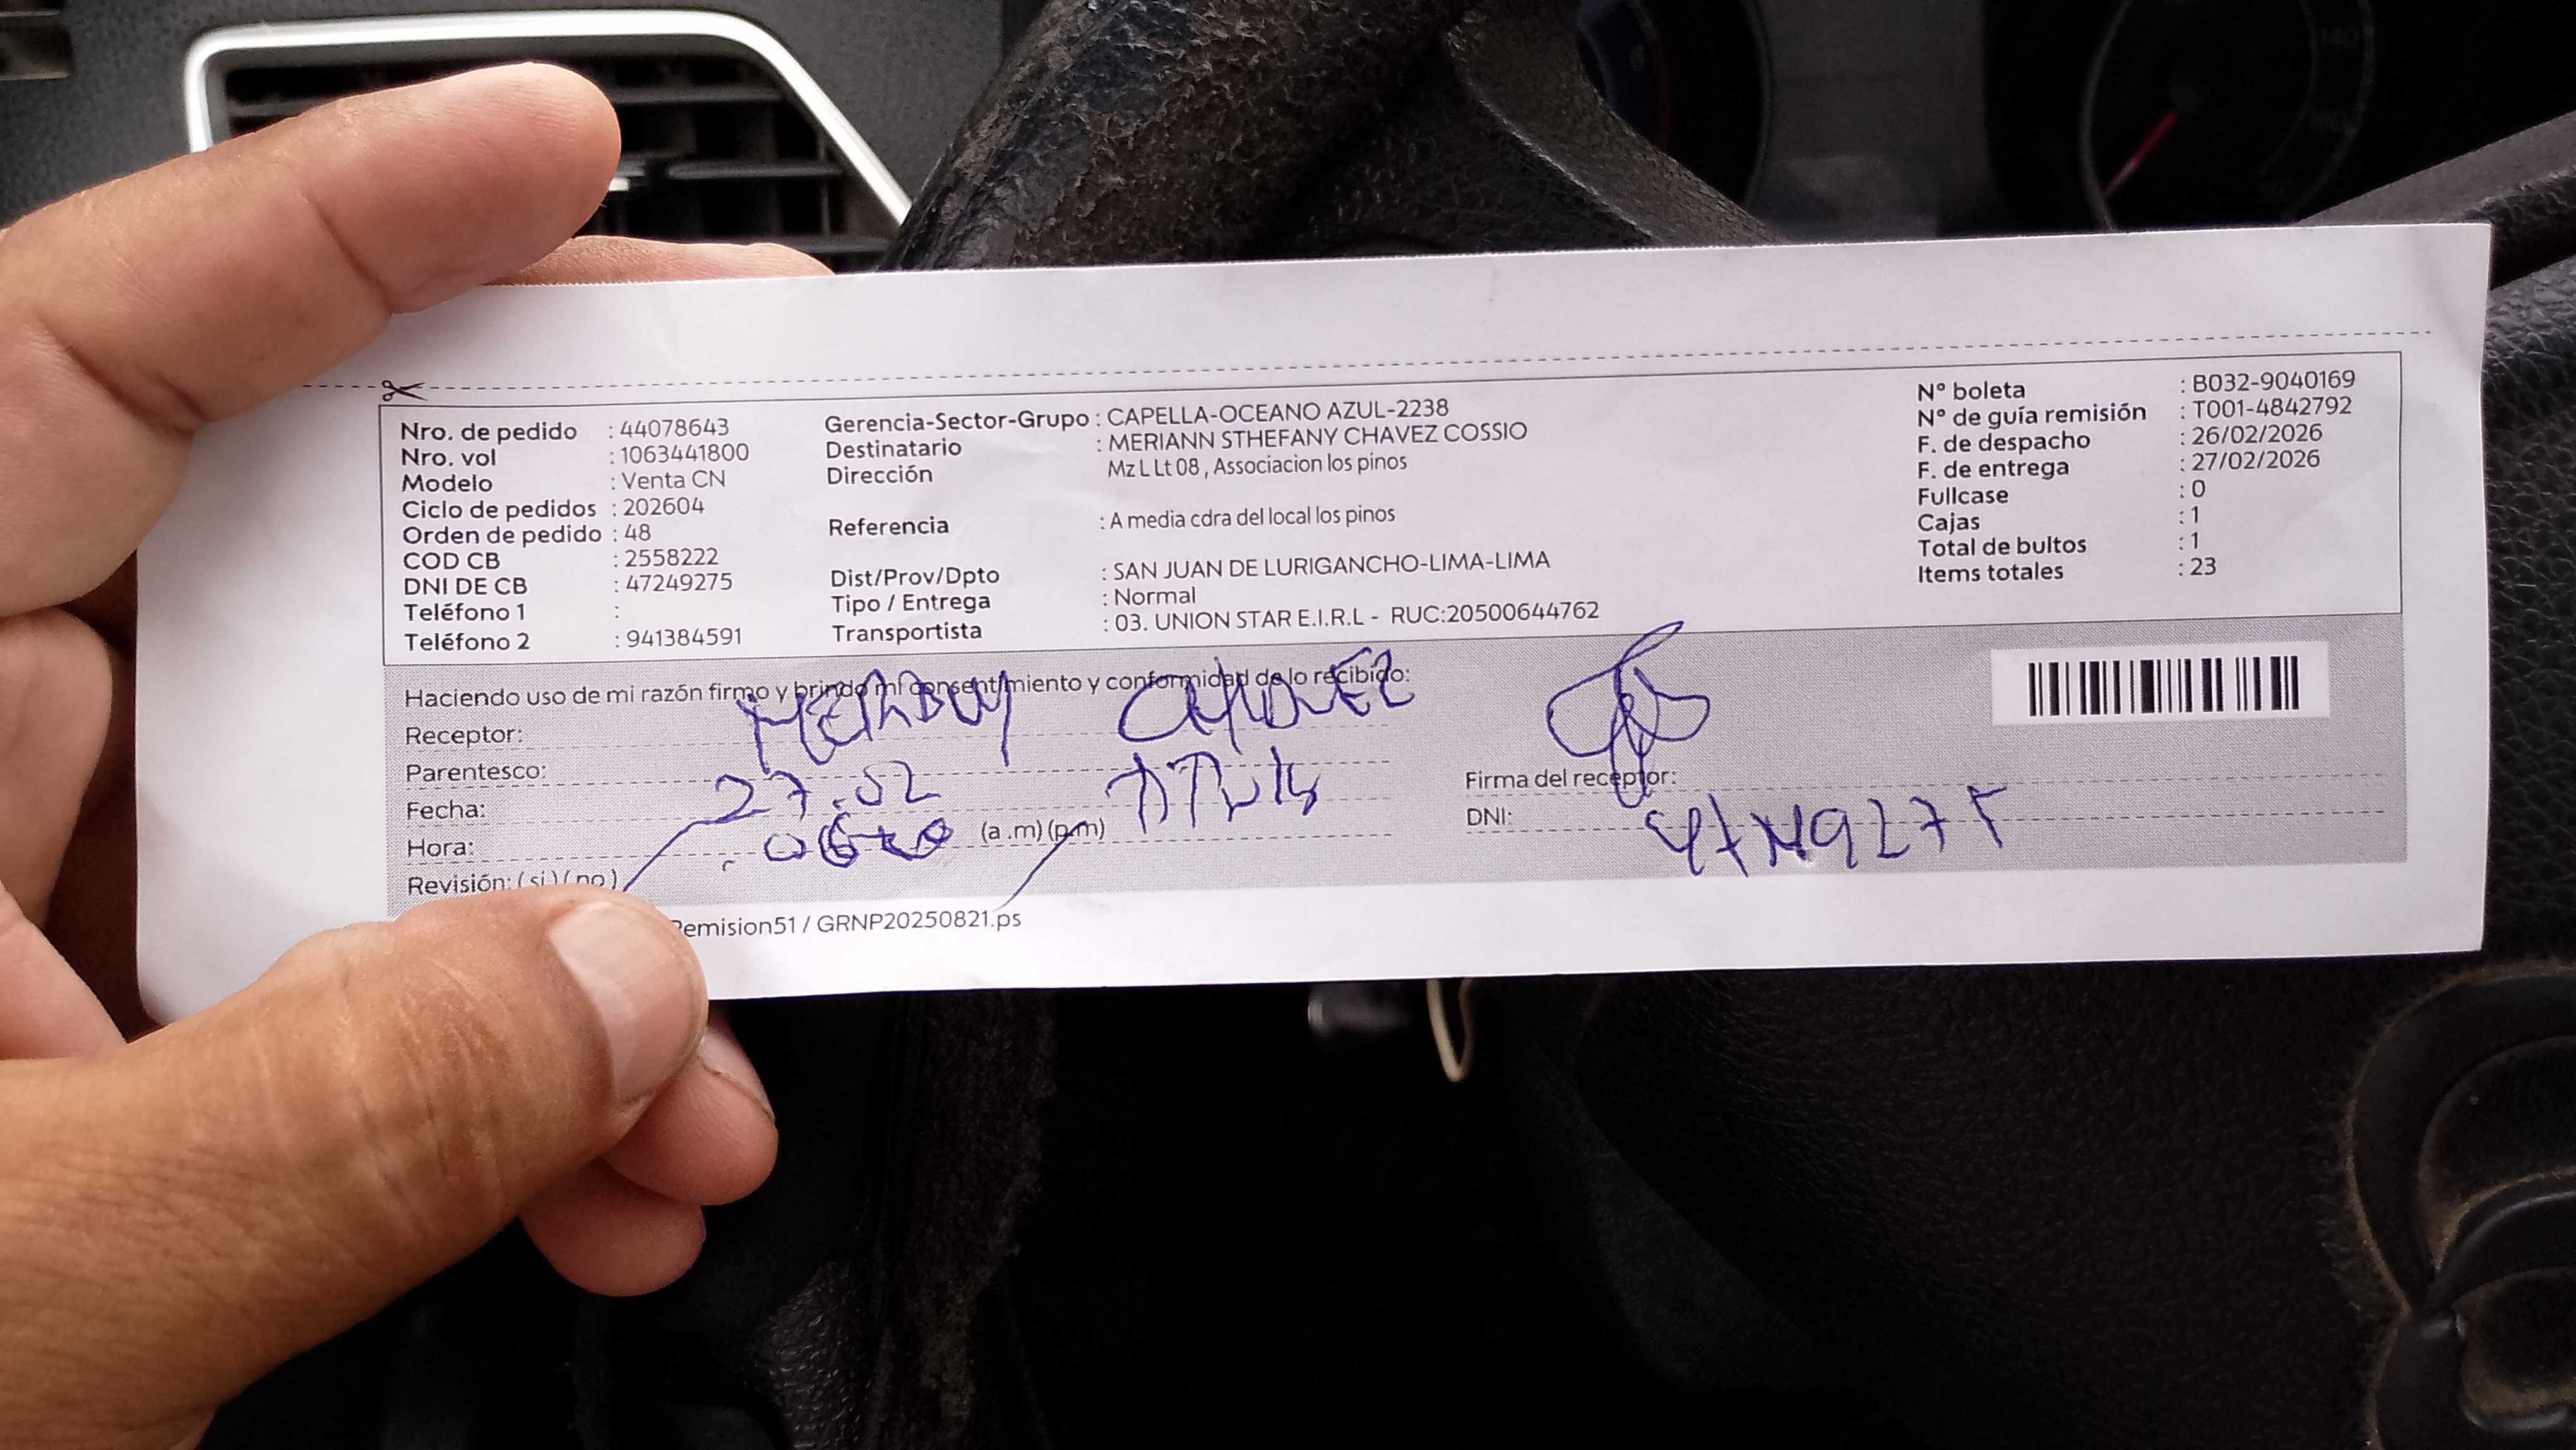 Nro. de pedido : 44078643
Nro. vol : 1063441800
Modelo : Venta CN
Ciclo de pedidos : 202604
Orden de pedido : 48
COD CB : 2558222
DNI DE CB : 47249275
Teléfono 1 :
Teléfono 2 : 941384591
Gerencia-Sector-Grupo : CAPELLA-OCEANO AZUL-2238
Destinatario : MERIANN STHEFANY CHAVEZ COSSIO
Dirección Mz L Lt 08 , Associacion los pinos
Referencia : A media cdra del local los pinos
Dist/Prov/Dpto : SAN JUAN DE LURIGANCHO-LIMA-LIMA
Tipo / Entrega : Normal
Transportista : 03. UNION STAR E.I.R.L - RUC:20500644762
N° boleta : B032-9040169
N° de guía remisión : T001-4842792
F. de despacho : 26/02/2026
F. de entrega : 27/02/2026
Fullcase : 0
Cajas : 1
Total de bultos : 1
Items totales : 23
Haciendo uso de mi razón firmo y brindo mi consentimiento y conformidad de lo recibido:
Receptor:
Parentesco:
Fecha: 27.02
Hora: (a.m) (p.m)
Revisión: (si) (no)
Firma del receptor:
DNI:
Remision51 / GRNP20250821.ps